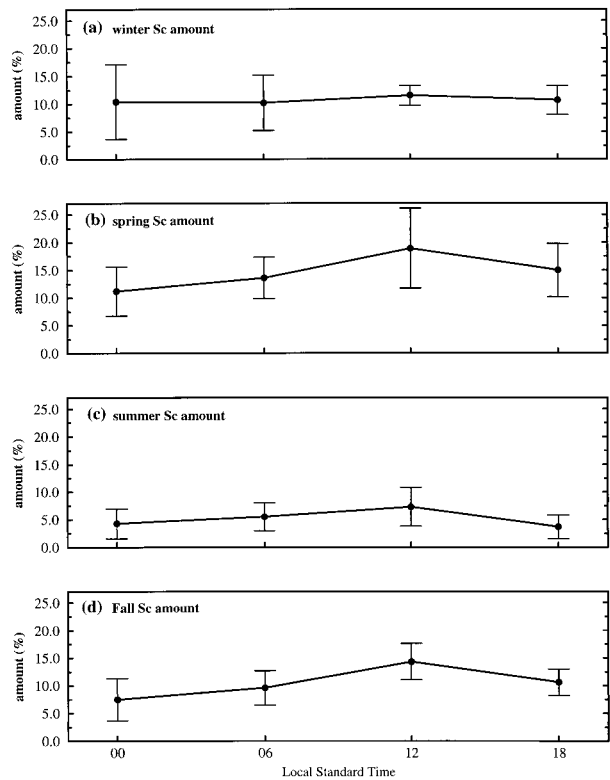 (a) winter Sc amount
25.0
20.0
15.0
10.0
5.0
0.0
amount (%)
(b) spring Sc amount
25.0
20.0
15.0
10.0
5.0
0.0
amount (%)
(c) summer Sc amount
25.0
20.0
15.0
10.0
5.0
0.0
amount (%)
(d) Fall Sc amount
25.0
20.0
15.0
10.0
5.0
0.0
amount (%)
00 06 12 18
Local Standard Time